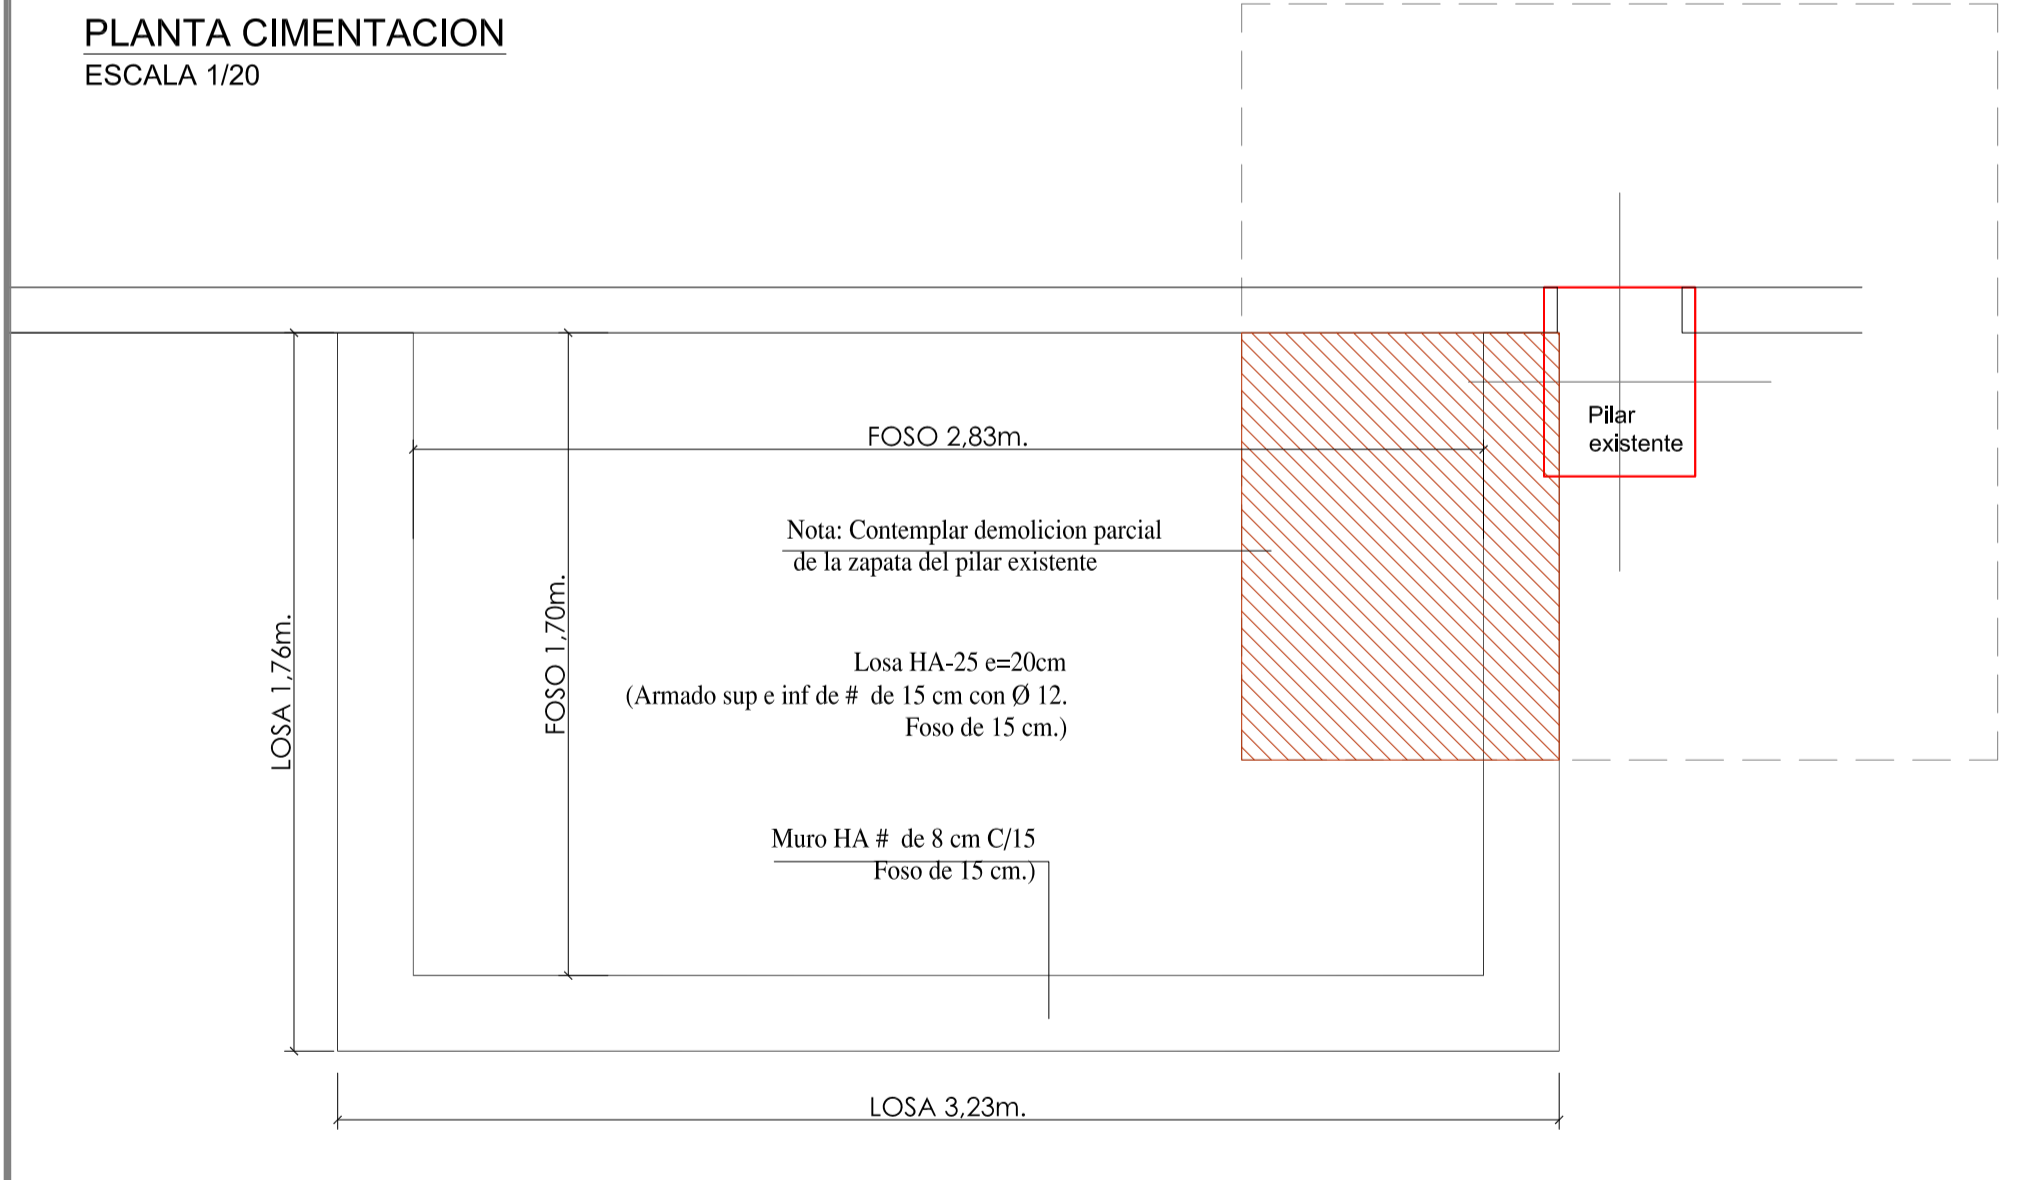 PLANTA CIMENTACION
ESCALA 1/20
Pilar
existente
FOSO 2,83m.
Nota: Contemplar demolicion parcial
de la zapata del pilar existente
FOSO 1,70m.
LOSA 1,76m.
Losa HA-25 e=20cm
(Armado sup e inf de # de 15 cm con Ø 12.
Foso de 15 cm.)
Muro HA # de 8 cm C/15
Foso de 15 cm.)
LOSA 3,23m.